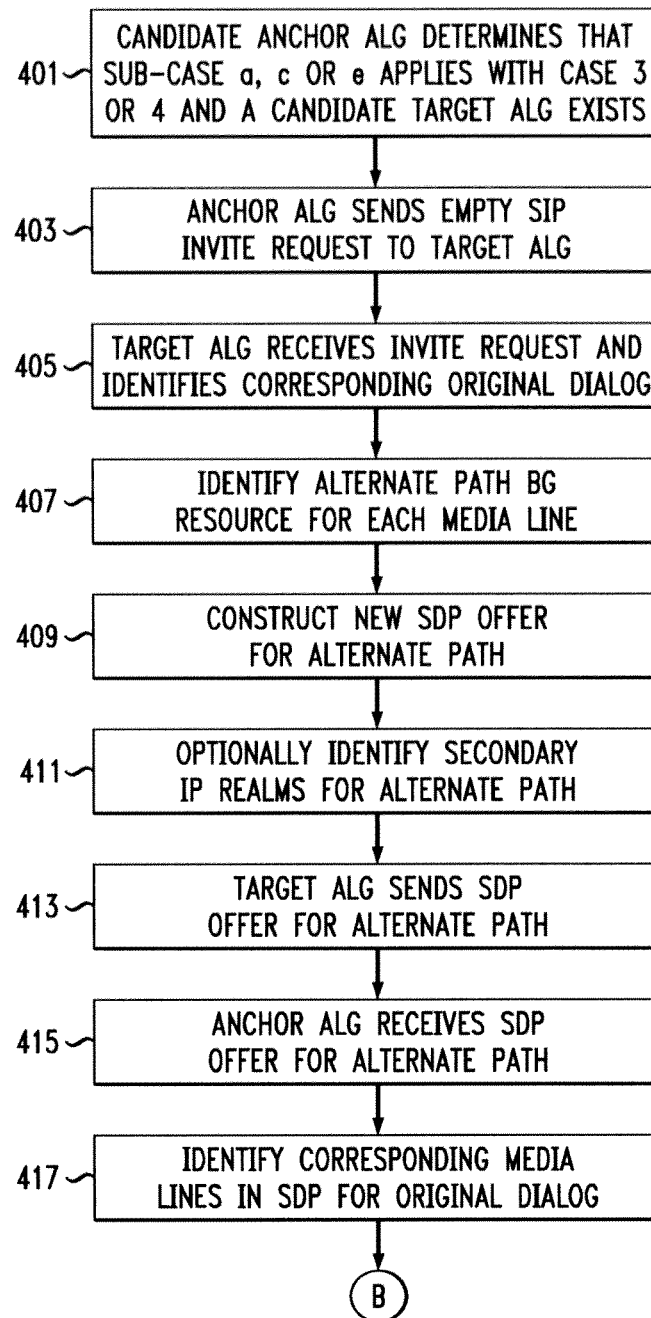 401
CANDIDATE ANCHOR ALG DETERMINES THAT
SUB-CASE a, c OR e APPLIES WITH CASE 3
OR 4 AND A CANDIDATE TARGET ALG EXISTS
403
ANCHOR ALG SENDS EMPTY SIP
INVITE REQUEST TO TARGET ALG
405
TARGET ALG RECEIVES INVITE REQUEST AND
IDENTIFIES CORRESPONDING ORIGINAL DIALOG
407
IDENTIFY ALTERNATE PATH BG
RESOURCE FOR EACH MEDIA LINE
409
CONSTRUCT NEW SDP OFFER
FOR ALTERNATE PATH
411
OPTIONALLY IDENTIFY SECONDARY
IP REALMS FOR ALTERNATE PATH
413
TARGET ALG SENDS SDP
OFFER FOR ALTERNATE PATH
415
ANCHOR ALG RECEIVES SDP
OFFER FOR ALTERNATE PATH
417
IDENTIFY CORRESPONDING MEDIA
LINES IN SDP FOR ORIGINAL DIALOG
B